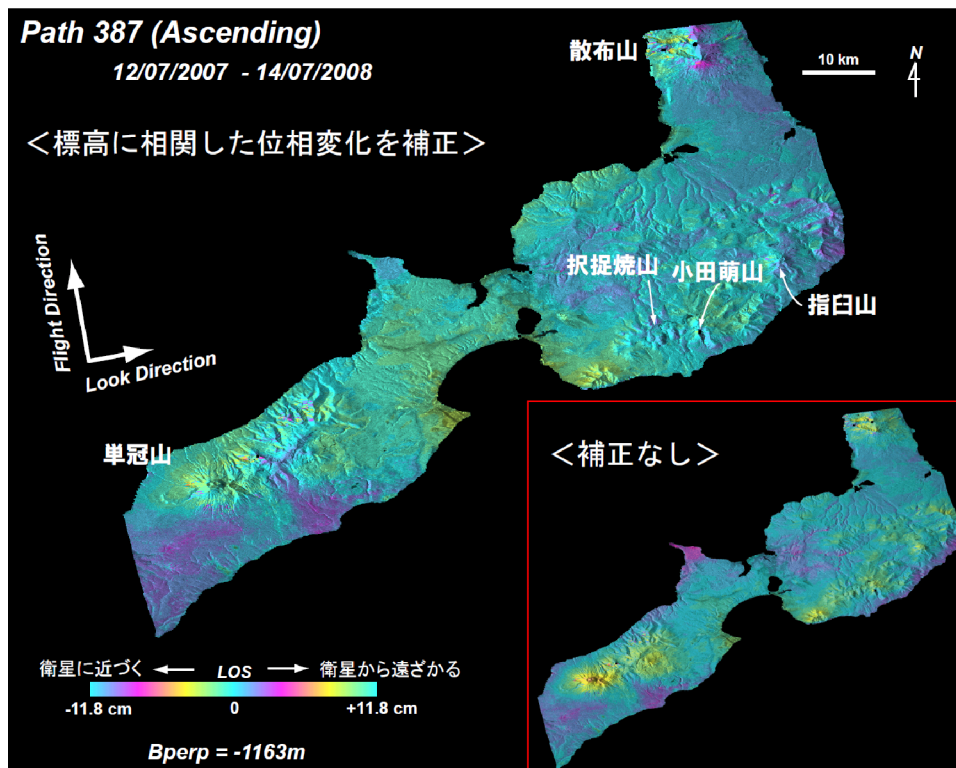 Path 387 (Ascending)
12/07/2007 - 14/07/2008
散布山
10 km
N
＜標高に相関した位相変化を補正＞
択捉焼山
小田萌山
指臼山
Flight Direction
Look Direction
単冠山
＜補正なし＞
衛星に近づく LOS 衛星から遠ざかる
-11.8 cm 0 +11.8 cm
Bperp = -1163m